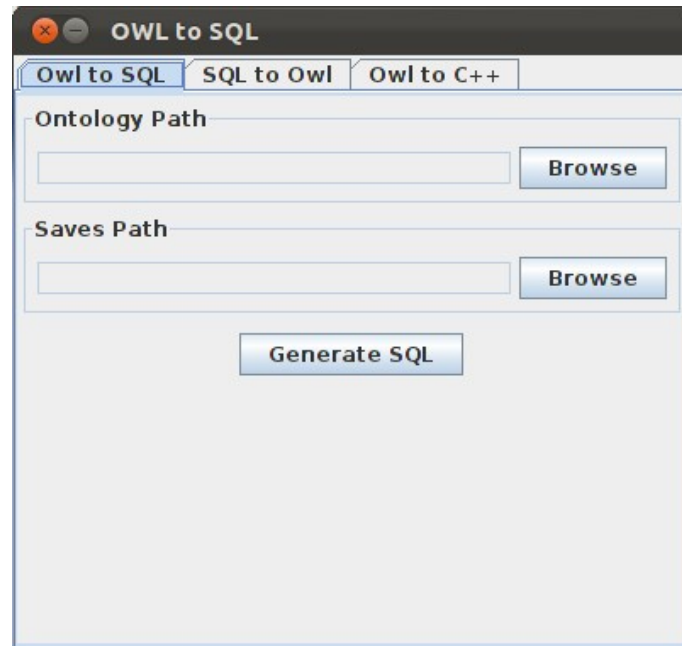 OWL to SQL
Owl to SQL SQL to Owl Owl to C++
Ontology Path
Browse
Saves Path
Browse
Generate SQL